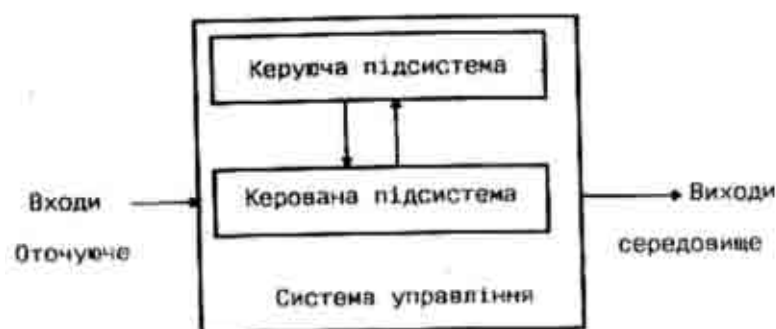 Керуюча підсистема
Керована підсистема
Входи
Виходи
Оточуюче
середовище
Система управління